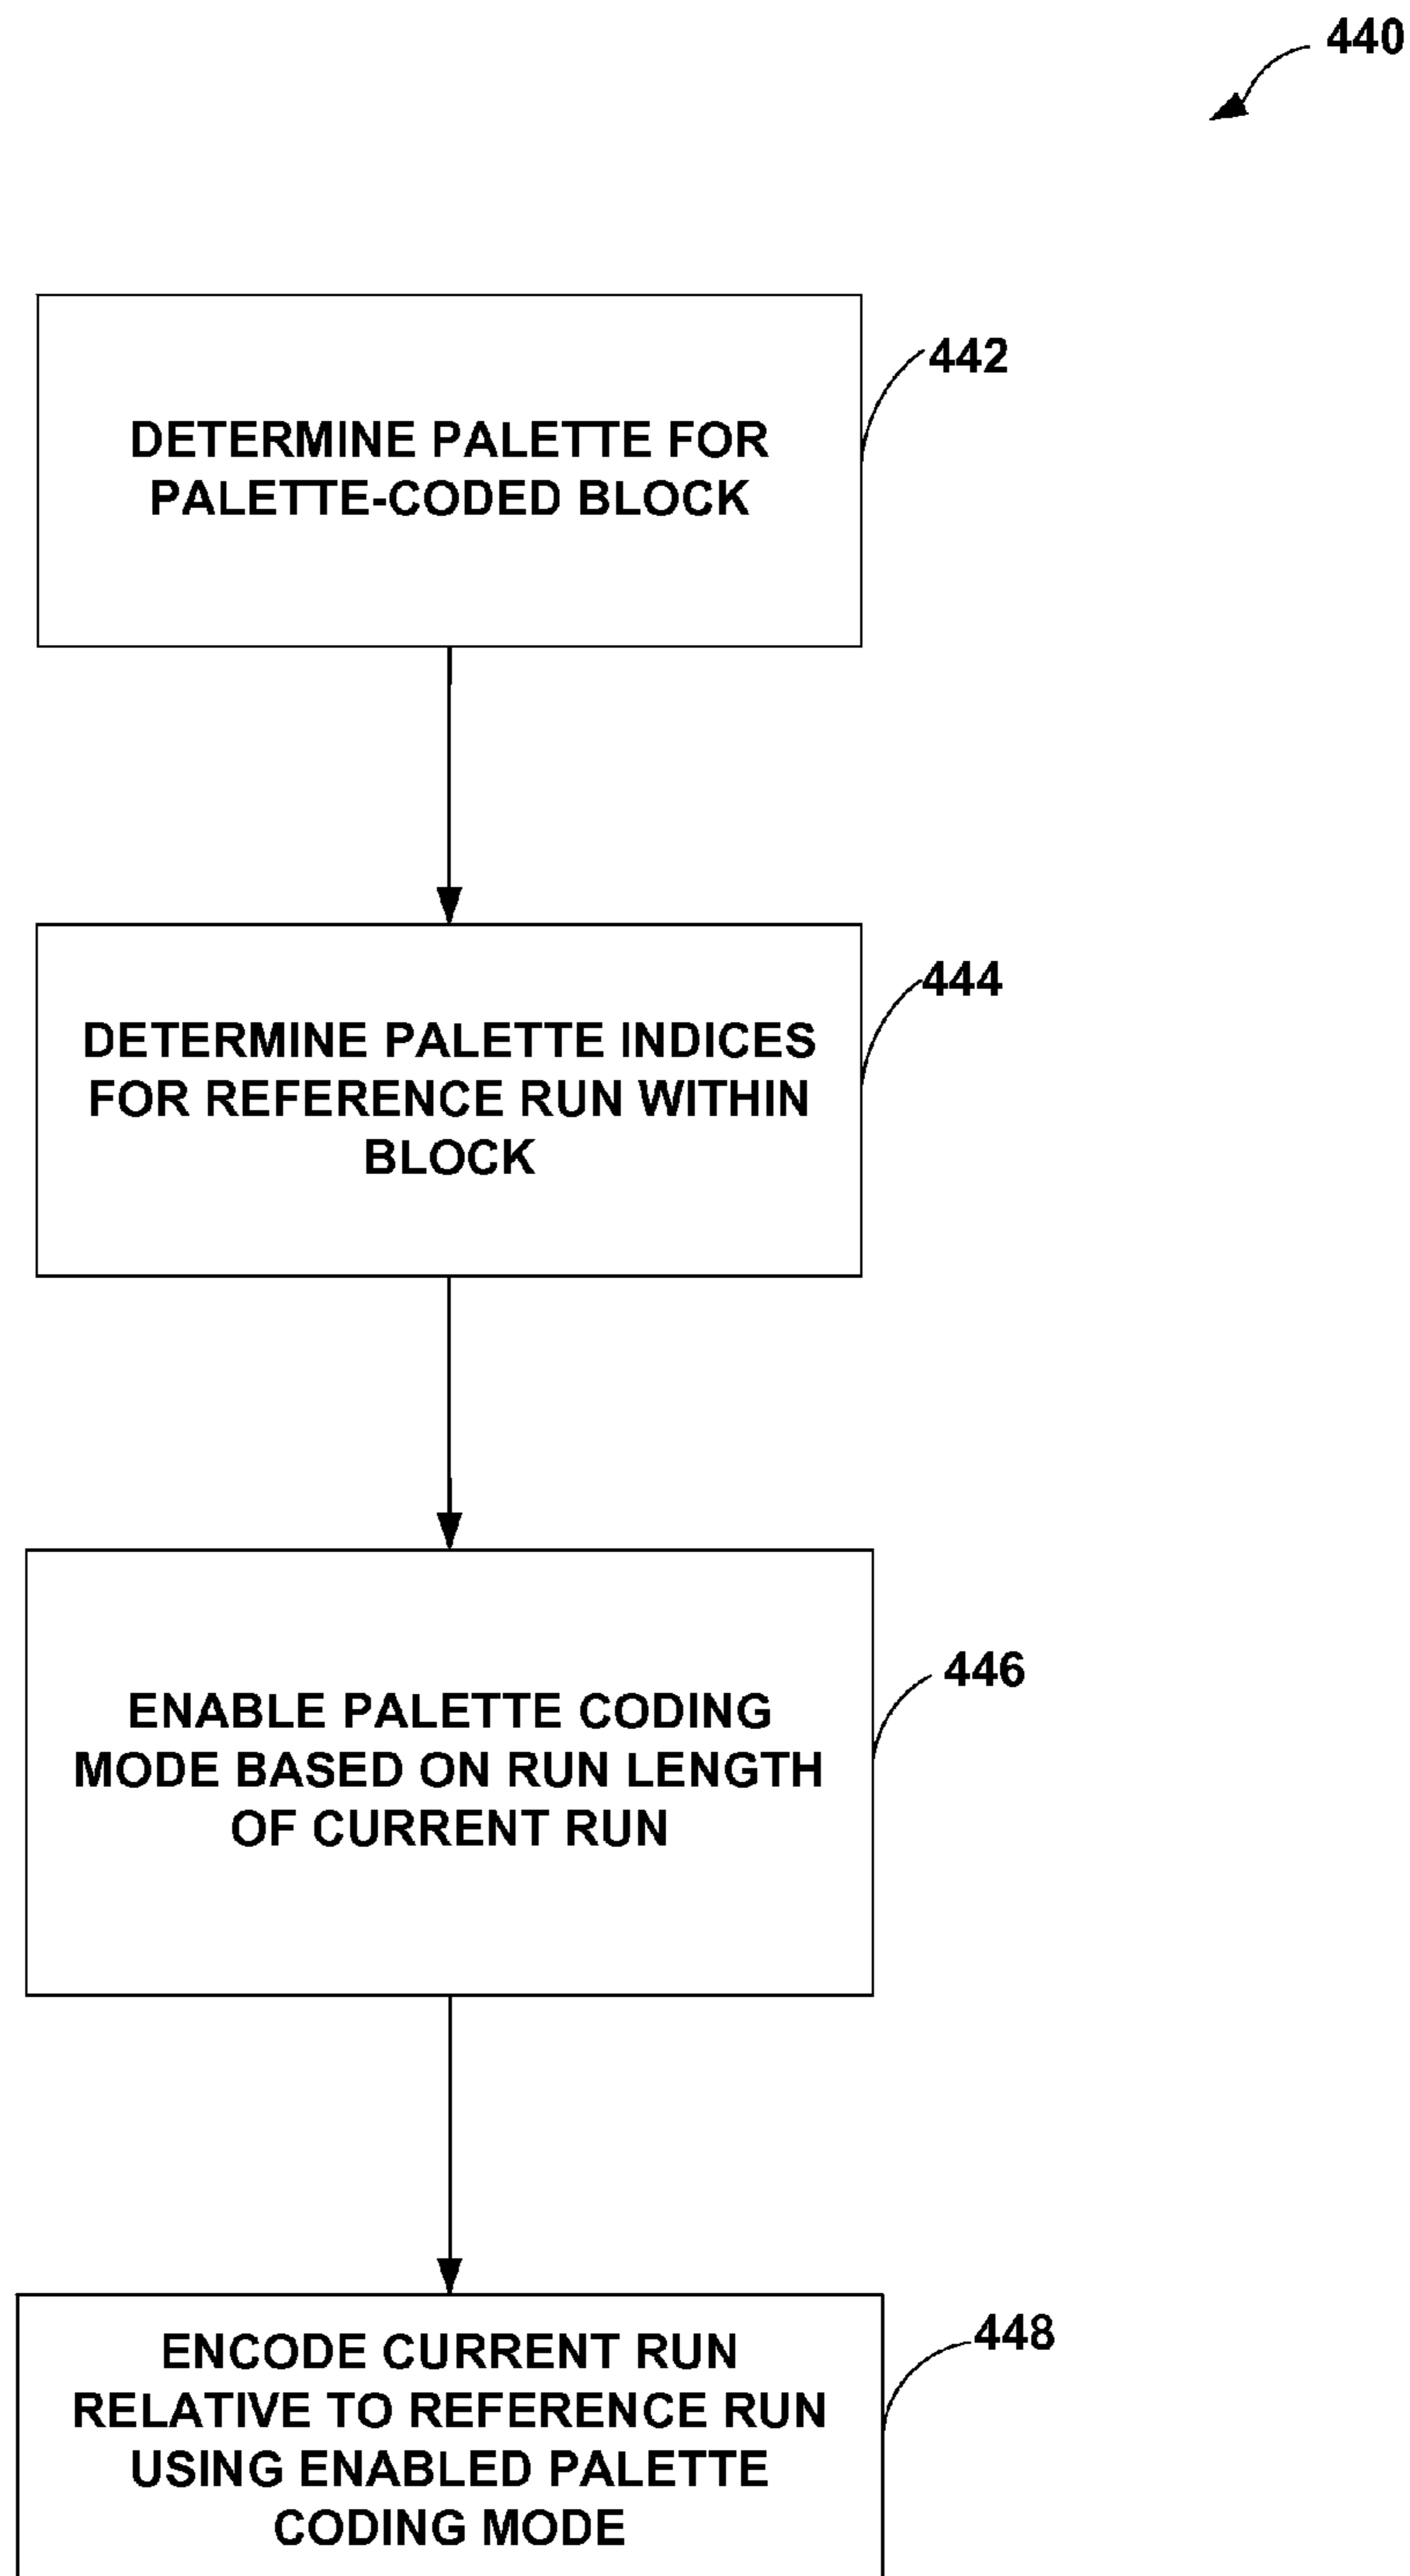 440
442
DETERMINE PALETTE FOR
PALETTE-CODED BLOCK
444
DETERMINE PALETTE INDICES
FOR REFERENCE RUN WITHIN
BLOCK
446
ENABLE PALETTE CODING
MODE BASED ON RUN LENGTH
OF CURRENT RUN
448
ENCODE CURRENT RUN
RELATIVE TO REFERENCE RUN
USING ENABLED PALETTE
CODING MODE